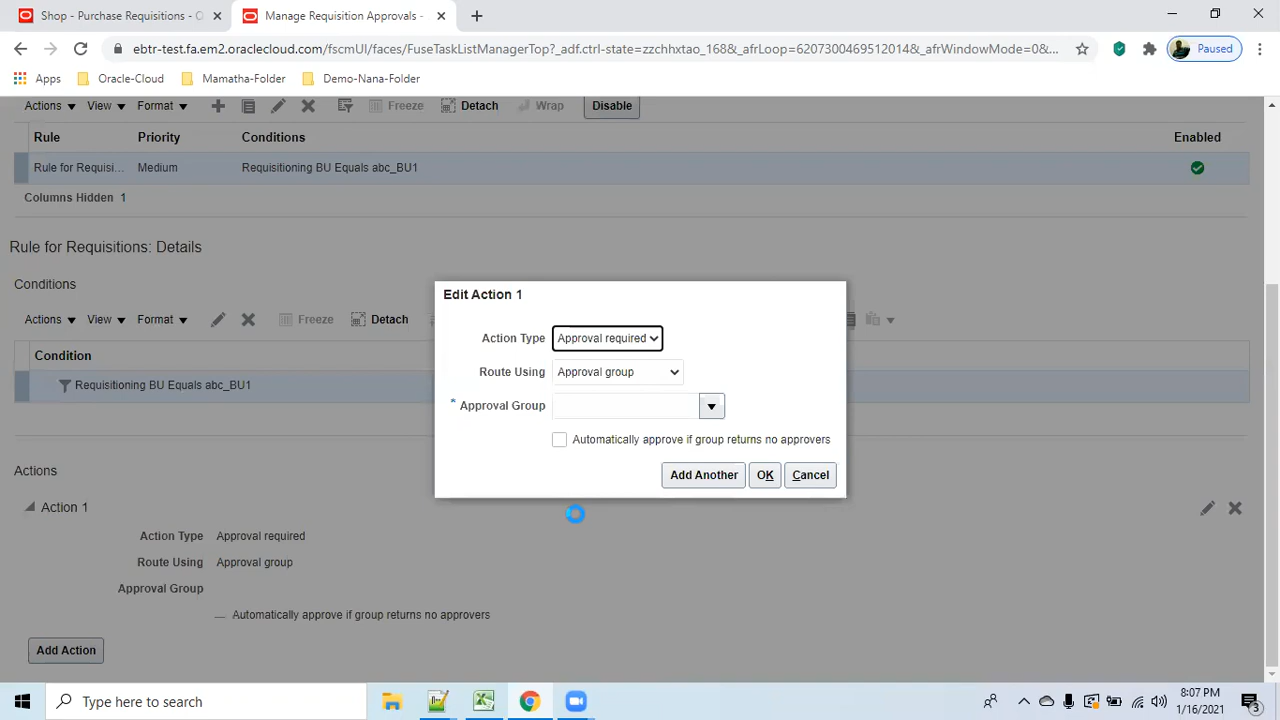 Shop - Purchase Requisitions - O
Manage Requisition Approvals -
ebtr-test.fa.em2.oraclecloud.com/fscmUI/faces/FuseTaskListManagerTop?_adf.ctrl-state=zzchhxtao_168&_afrLoop=6207300469512014&_afrWindowMode=0&...
Paused
Apps Oracle-Cloud Mamatha-Folder Demo-Nana-Folder
Actions View Format Freeze Detach Wrap Disable
Rule Priority Conditions Enabled
Rule for Requisi... Medium Requisitioning BU Equals abc_BU1
Columns Hidden 1
Rule for Requisitions: Details
Conditions
Actions View Format Freeze Detach
Condition
Requisitioning BU Equals abc_BU1
Edit Action 1
Action Type Approval required
Route Using Approval group
* Approval Group
Automatically approve if group returns no approvers
Add Another OK Cancel
Actions
Action 1
Action Type Approval required
Route Using Approval group
Approval Group
Automatically approve if group returns no approvers
Add Action
Type here to search
8:07 PM
1/16/2021
3